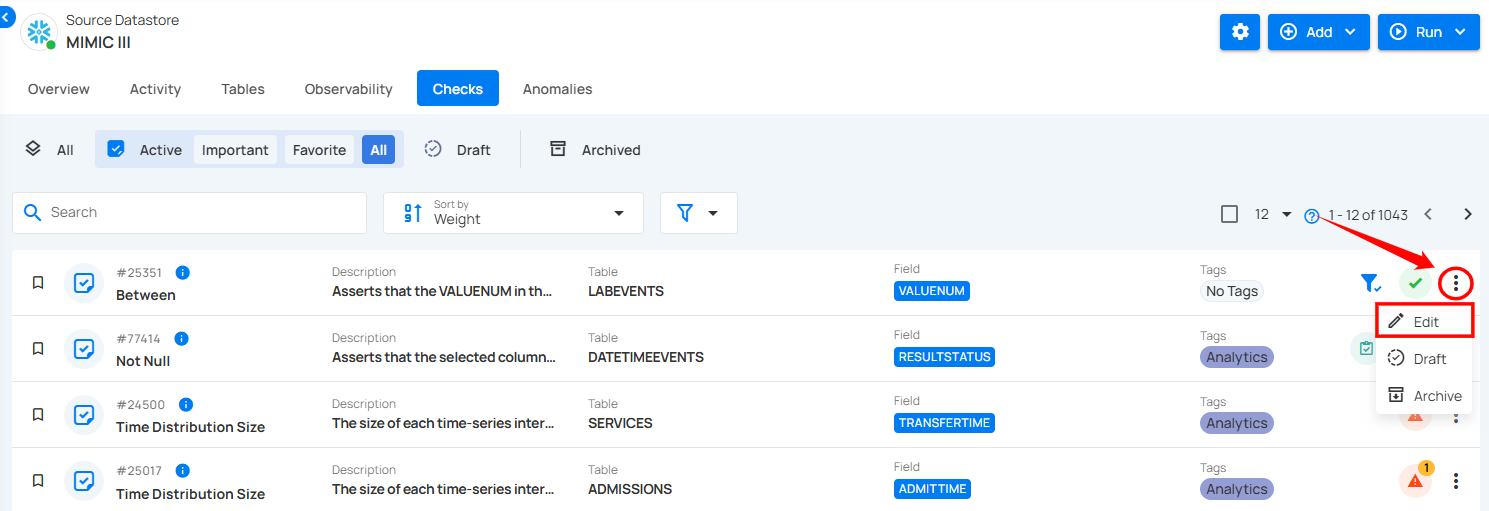 Source Datastore
MIMIC III
Add
Run
Overview
Activity
Tables
Observability
Checks
Anomalies
All
Active
Important
Favorite
All
Draft
Archived
Search
Sort by
Weight
12
1 - 12 of 1043
#25351
Between
Description
Asserts that the VALUENUM in th...
Table
LABEVENTS
Field
VALUENUM
Tags
No Tags
Edit
Draft
Archive
#77414
Not Null
Description
Asserts that the selected column...
Table
DATETIMEEVENTS
Field
RESULTSTATUS
Tags
Analytics
#24500
Time Distribution Size
Description
The size of each time-series inter...
Table
SERVICES
Field
TRANSFERTIME
Tags
Analytics
#25017
Time Distribution Size
Description
The size of each time-series inter...
Table
ADMISSIONS
Field
ADMITTIME
Tags
Analytics
1